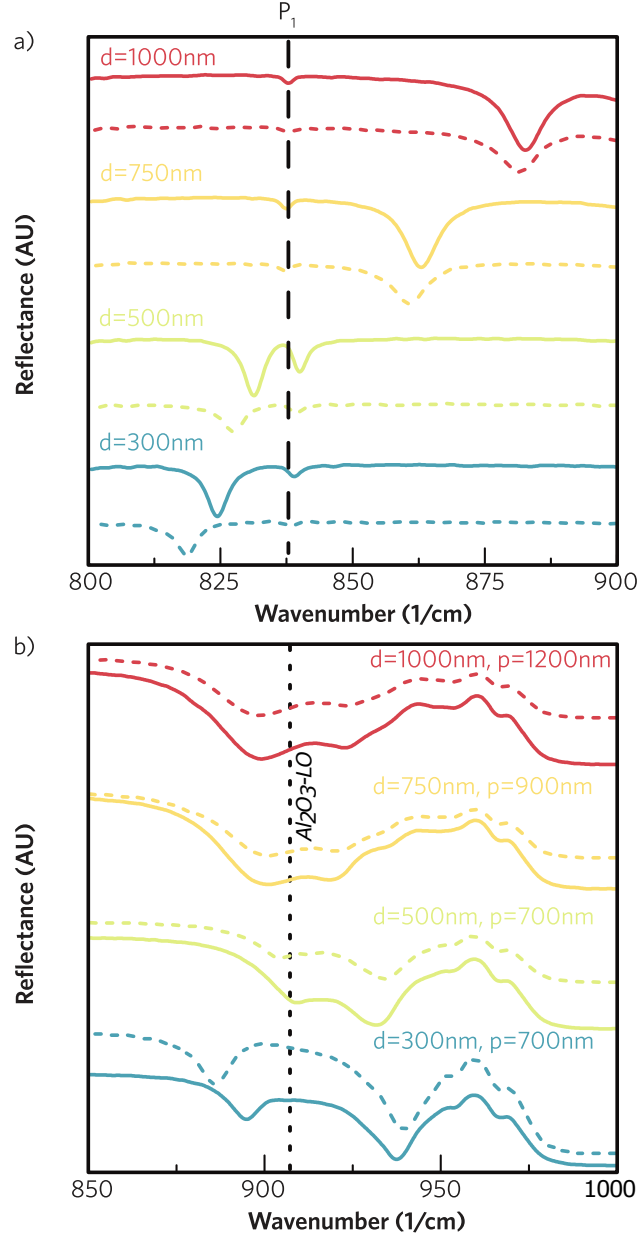 P₁
a)
d=1000nm
d=750nm
d=500nm
d=300nm
Reflectance (AU)
800 825 850 875 900
Wavenumber (1/cm)
b)
d=1000nm, p=1200nm
d=750nm, p=900nm
Al₂O₃-LO
d=500nm, p=700nm
d=300nm, p=700nm
Reflectance (AU)
850 900 950 1000
Wavenumber (1/cm)